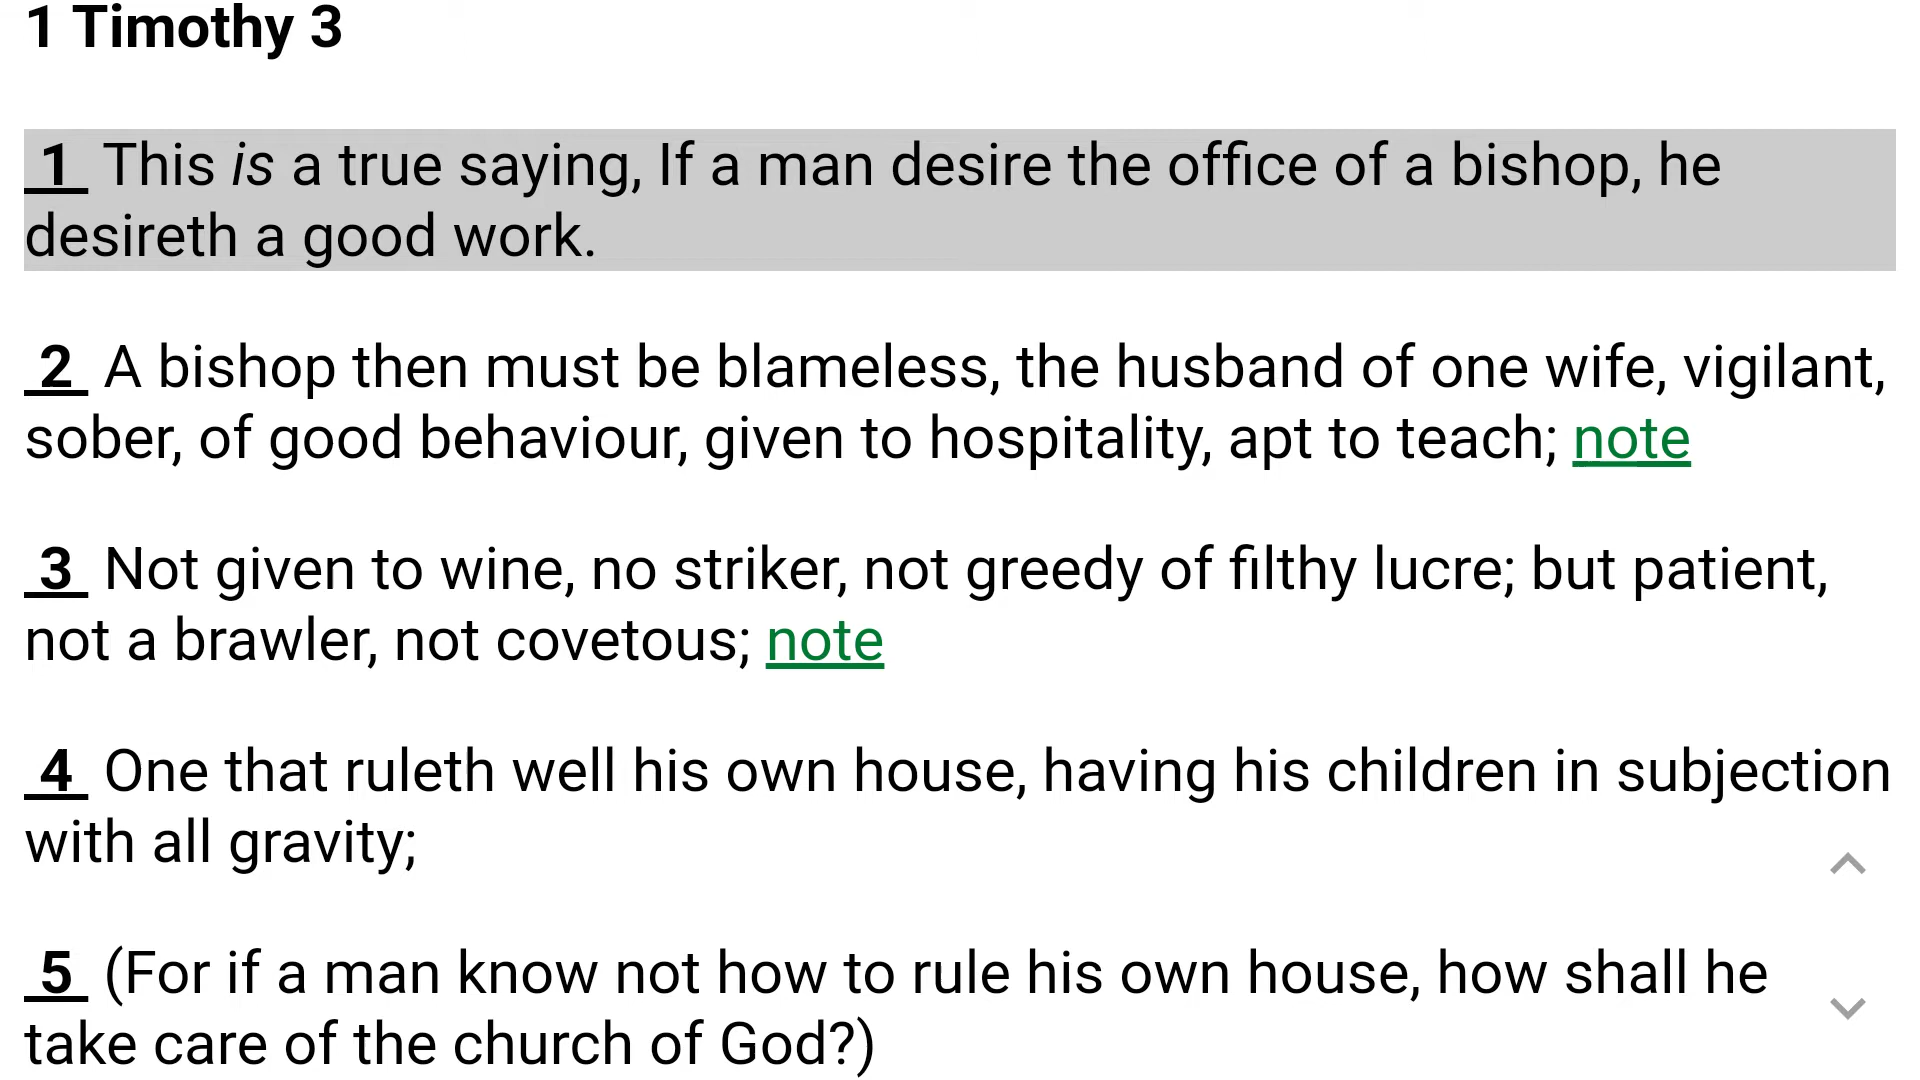 1 Timothy 3
1 This is a true saying, If a man desire the office of a bishop, he
desireth a good work.
2 A bishop then must be blameless, the husband of one wife, vigilant,
sober, of good behaviour, given to hospitality, apt to teach; note
3 Not given to wine, no striker, not greedy of filthy lucre; but patient,
not a brawler, not covetous; note
4 One that ruleth well his own house, having his children in subjection
with all gravity;
5 (For if a man know not how to rule his own house, how shall he
take care of the church of God?)